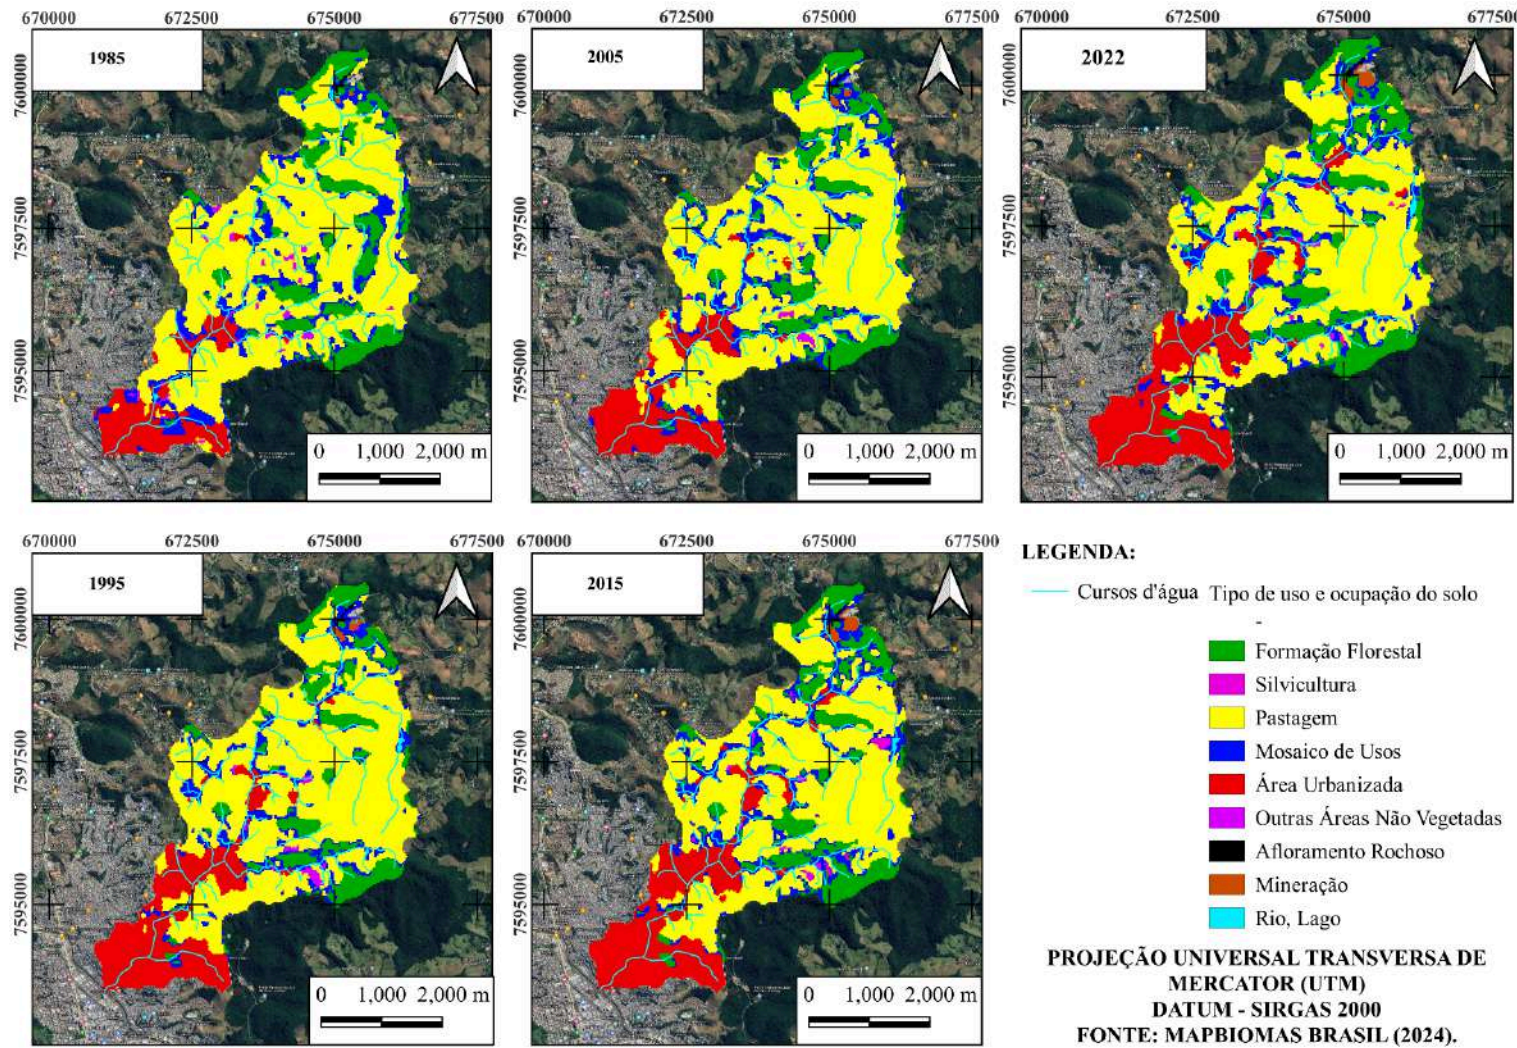 670000 672500 675000 677500
1985
7600000
7597500
7595000
0 1,000 2,000 m
670000 672500 675000 677500
2005
7600000
7597500
7595000
0 1,000 2,000 m
670000 672500 675000 677500
2022
7600000
7597500
7595000
0 1,000 2,000 m
670000 672500 675000 677500
1995
7600000
7597500
7595000
0 1,000 2,000 m
670000 672500 675000 677500
2015
7600000
7597500
7595000
0 1,000 2,000 m
LEGENDA:
Cursos d'água Tipo de uso e ocupação do solo
-
Formação Florestal
Silvicultura
Pastagem
Mosaico de Usos
Área Urbanizada
Outras Áreas Não Vegetadas
Afloramento Rochoso
Mineração
Rio, Lago
PROJEÇÃO UNIVERSAL TRANSVERSA DE
MERCATOR (UTM)
DATUM - SIRGAS 2000
FONTE: MAPBIOMAS BRASIL (2024).